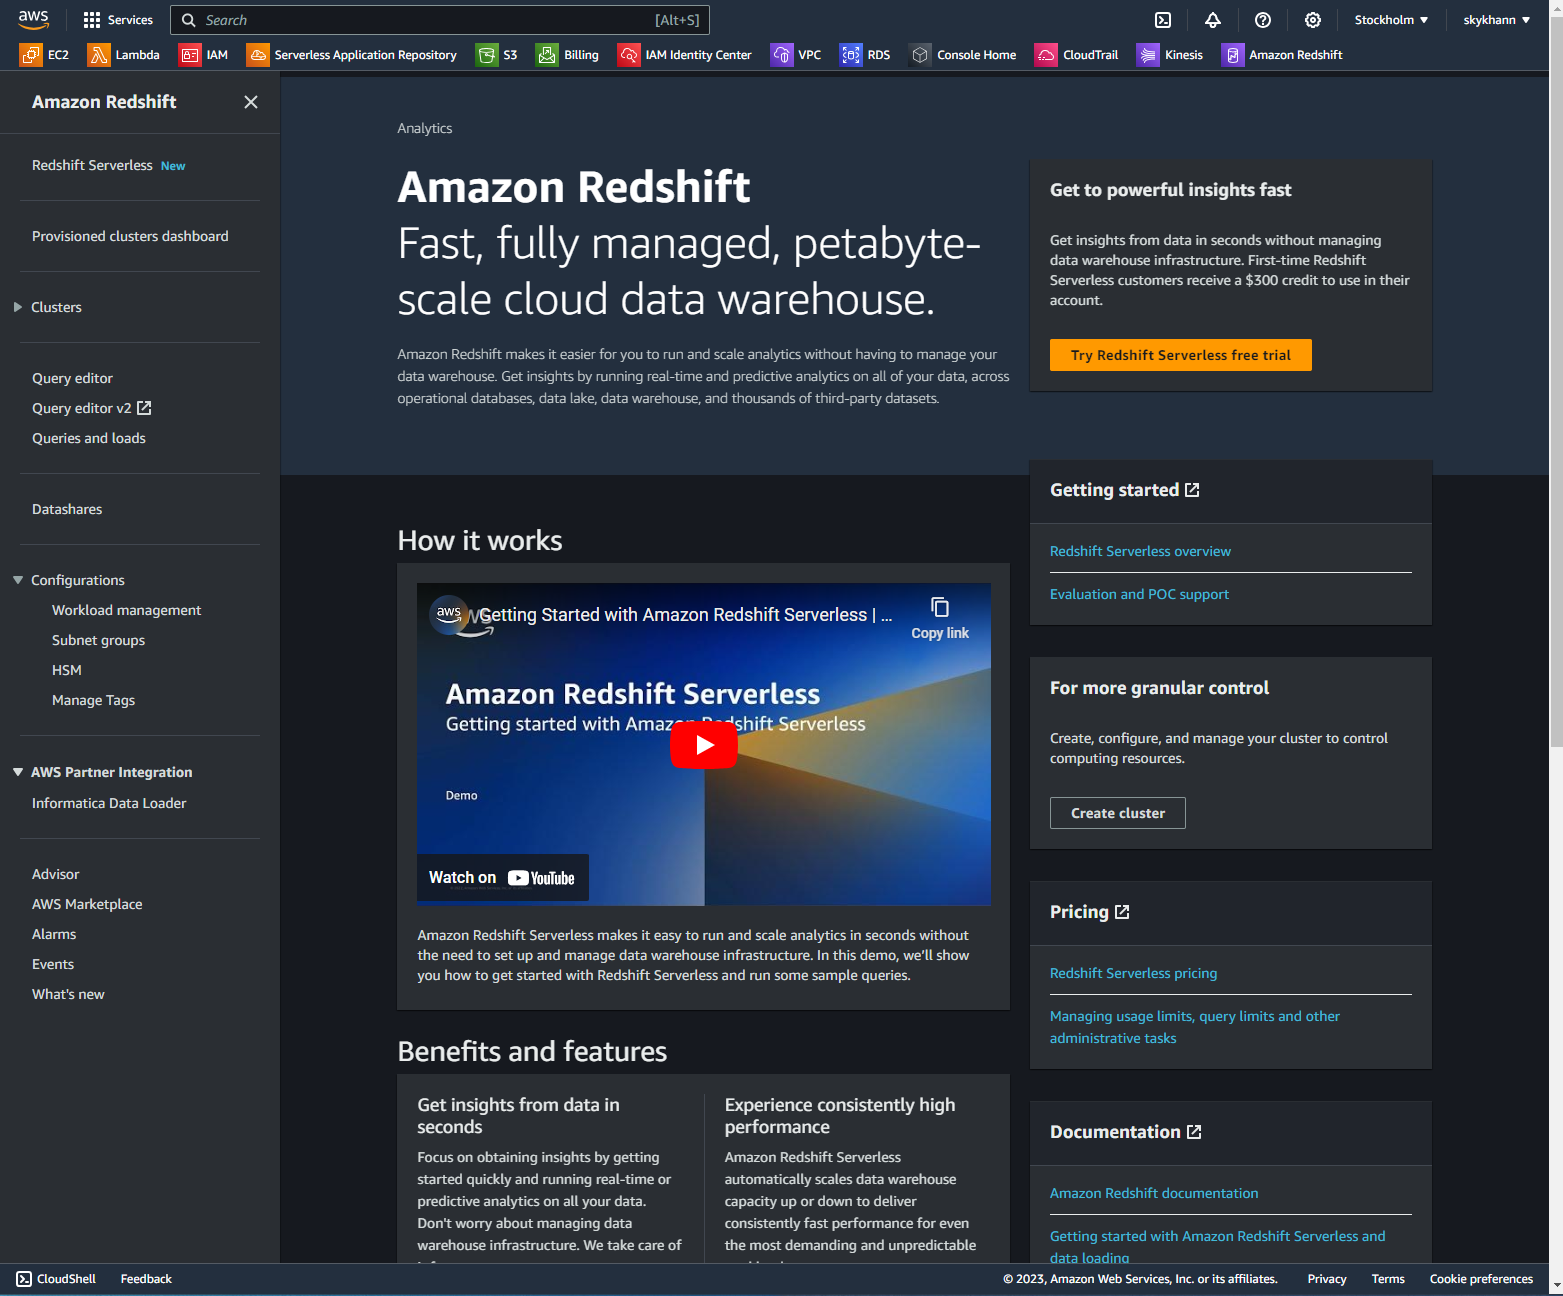 aws
Services
Search
[Alt+S]
Stockholm
skykhann
EC2
Lambda
IAM
Serverless Application Repository
S3
Billing
IAM Identity Center
VPC
RDS
Console Home
CloudTrail
Kinesis
Amazon Redshift
Amazon Redshift
Redshift Serverless New
Provisioned clusters dashboard
Clusters
Query editor
Query editor v2
Queries and loads
Datashares
Configurations
Workload management
Subnet groups
HSM
Manage Tags
AWS Partner Integration
Informatica Data Loader
Advisor
AWS Marketplace
Alarms
Events
What's new
Analytics
Amazon Redshift
Fast, fully managed, petabyte-
scale cloud data warehouse.
Amazon Redshift makes it easier for you to run and scale analytics without having to manage your
data warehouse. Get insights by running real-time and predictive analytics on all of your data, across
operational databases, data lake, data warehouse, and thousands of third-party datasets.
Get to powerful insights fast
Get insights from data in seconds without managing
data warehouse infrastructure. First-time Redshift
Serverless customers receive a $300 credit to use in their
account.
Try Redshift Serverless free trial
How it works
aws
Getting Started with Amazon Redshift Serverless | ...
Copy link
Amazon Redshift Serverless
Getting started with Amazon Redshift Serverless
Demo
Watch on YouTube
Amazon Redshift Serverless makes it easy to run and scale analytics in seconds without
the need to set up and manage data warehouse infrastructure. In this demo, we'll show
you how to get started with Redshift Serverless and run some sample queries.
Benefits and features
Get insights from data in
seconds
Focus on obtaining insights by getting
started quickly and running real-time or
predictive analytics on all your data.
Don't worry about managing data
warehouse infrastructure. We take care of
Experience consistently high
performance
Amazon Redshift Serverless
automatically scales data warehouse
capacity up or down to deliver
consistently fast performance for even
the most demanding and unpredictable
Getting started
Redshift Serverless overview
Evaluation and POC support
For more granular control
Create, configure, and manage your cluster to control
computing resources.
Create cluster
Pricing
Redshift Serverless pricing
Managing usage limits, query limits and other
administrative tasks
Documentation
Amazon Redshift documentation
Getting started with Amazon Redshift Serverless and
data loading
CloudShell
Feedback
© 2023, Amazon Web Services, Inc. or its affiliates.
Privacy
Terms
Cookie preferences